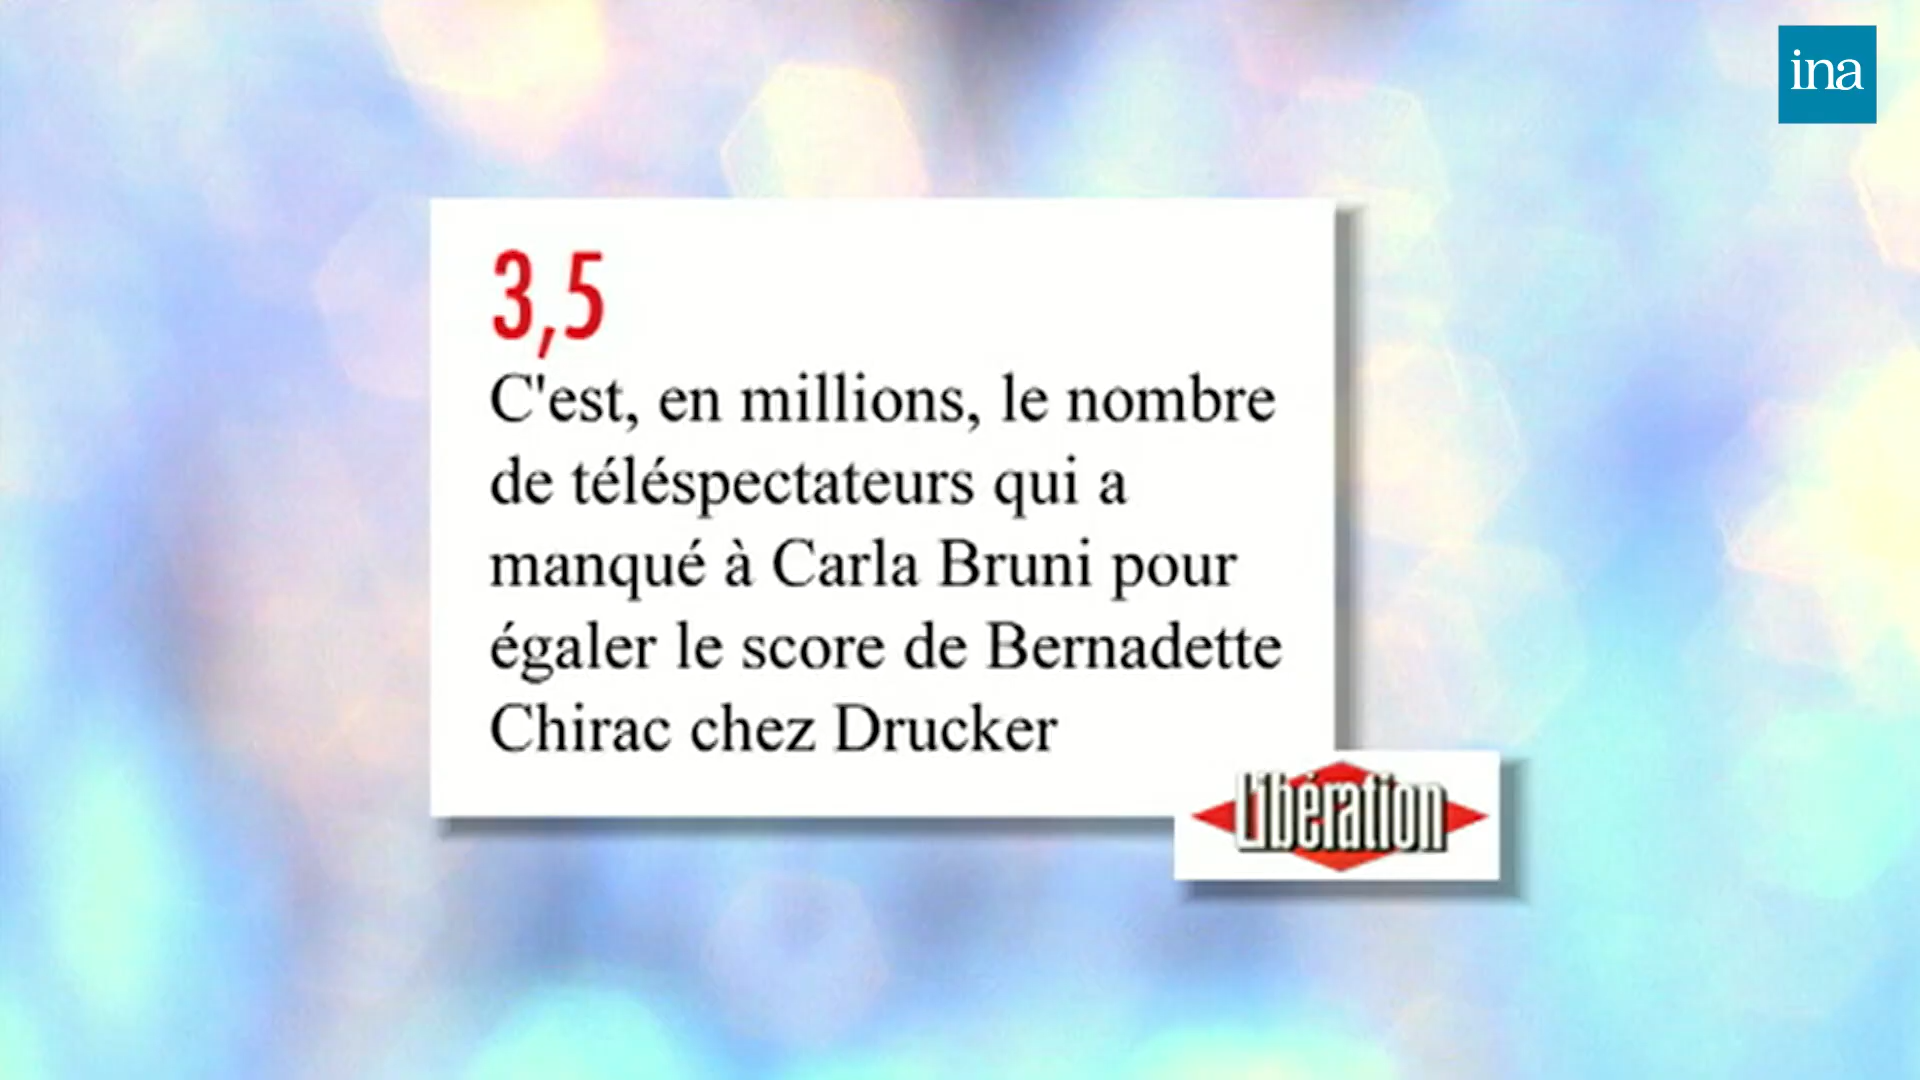 ina
3,5
C'est, en millions, le nombre
de téléspectateurs qui a
manqué à Carla Bruni pour
égaler le score de Bernadette
Chirac chez Drucker
Libération